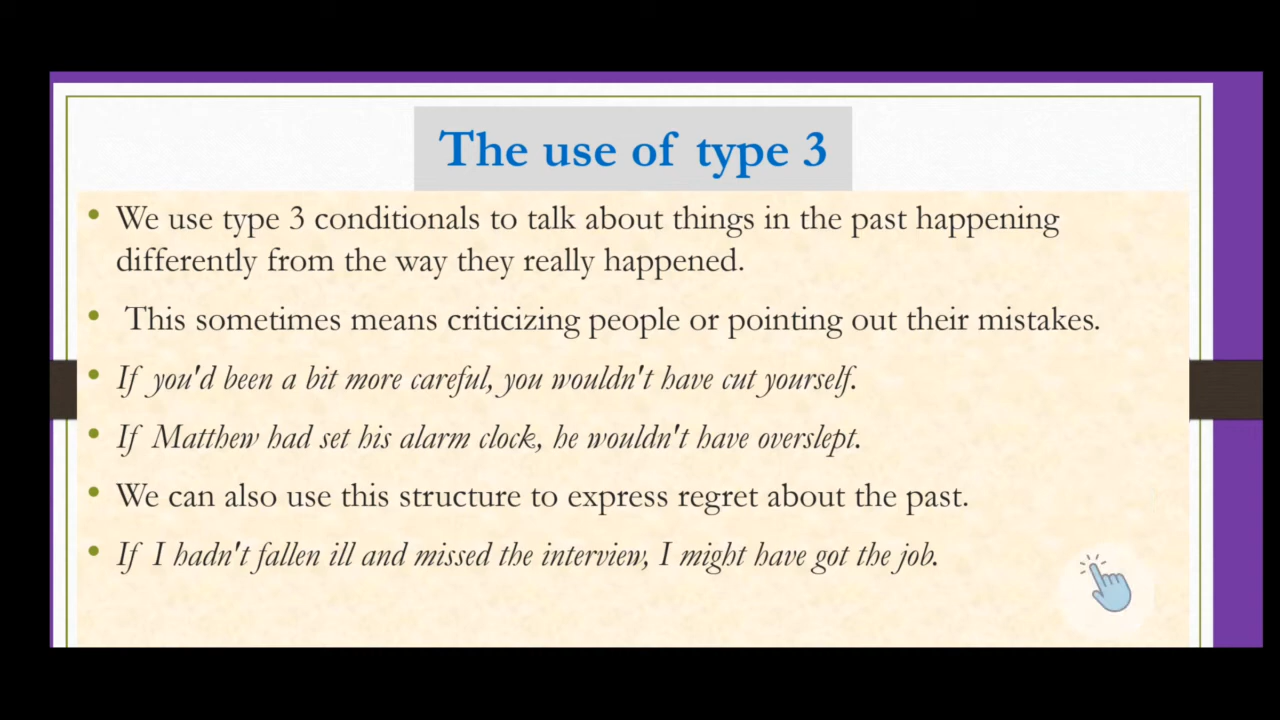 The use of type 3
• We use type 3 conditionals to talk about things in the past happening
differently from the way they really happened.
• This sometimes means criticizing people or pointing out their mistakes.
• If you'd been a bit more careful, you wouldn't have cut yourself.
• If Matthew had set his alarm clock, he wouldn't have overslept.
• We can also use this structure to express regret about the past.
• If I hadn't fallen ill and missed the interview, I might have got the job.